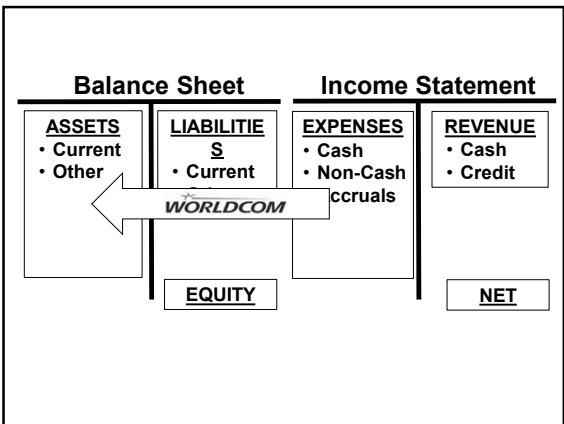 Balance Sheet
Income Statement
ASSETS
• Current
• Other
LIABILITIE
S
• Current
EXPENSES
• Cash
• Non-Cash
ccruals
REVENUE
• Cash
• Credit
WORLDCOM
EQUITY
NET